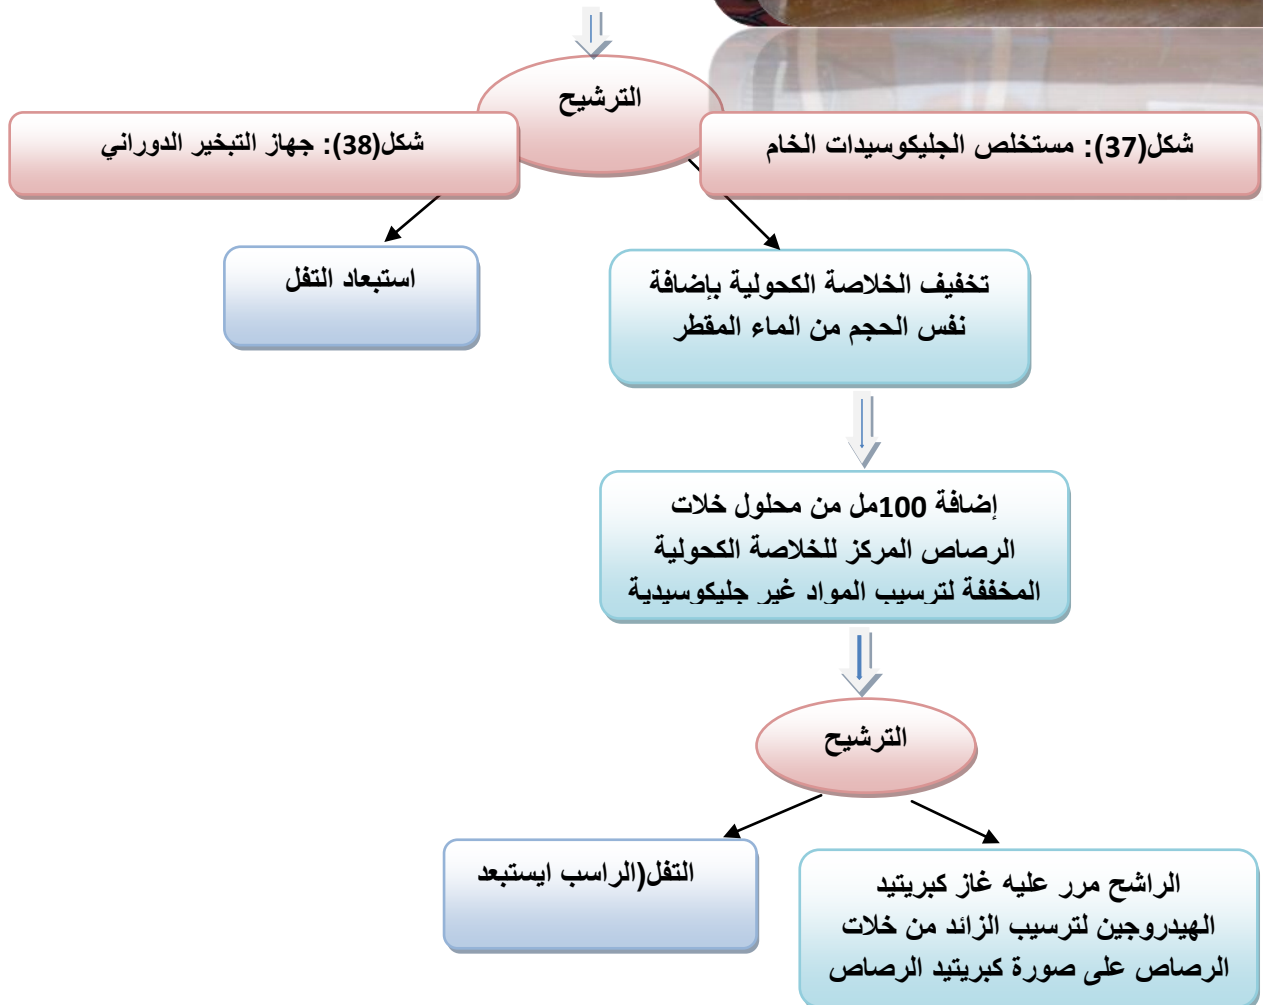 الترشيح
شكل(37): مستخلص الجليكوسيدات الخام
شكل(38): جهاز التبخير الدوراني
تخفيف الخلاصة الكحولية بإضافة
نفس الحجم من الماء المقطر
استبعاد التفل
إضافة 100مل من محلول خلات
الرصاص المركز للخلاصة الكحولية
المخففة لترسيب المواد غير جليكوسيدية
الترشيح
الراشح مرر عليه غاز كبريتيد
الهيدروجين لترسيب الزائد من خلات
الرصاص على صورة كبريتيد الرصاص
التفل(الراسب ايستبعد